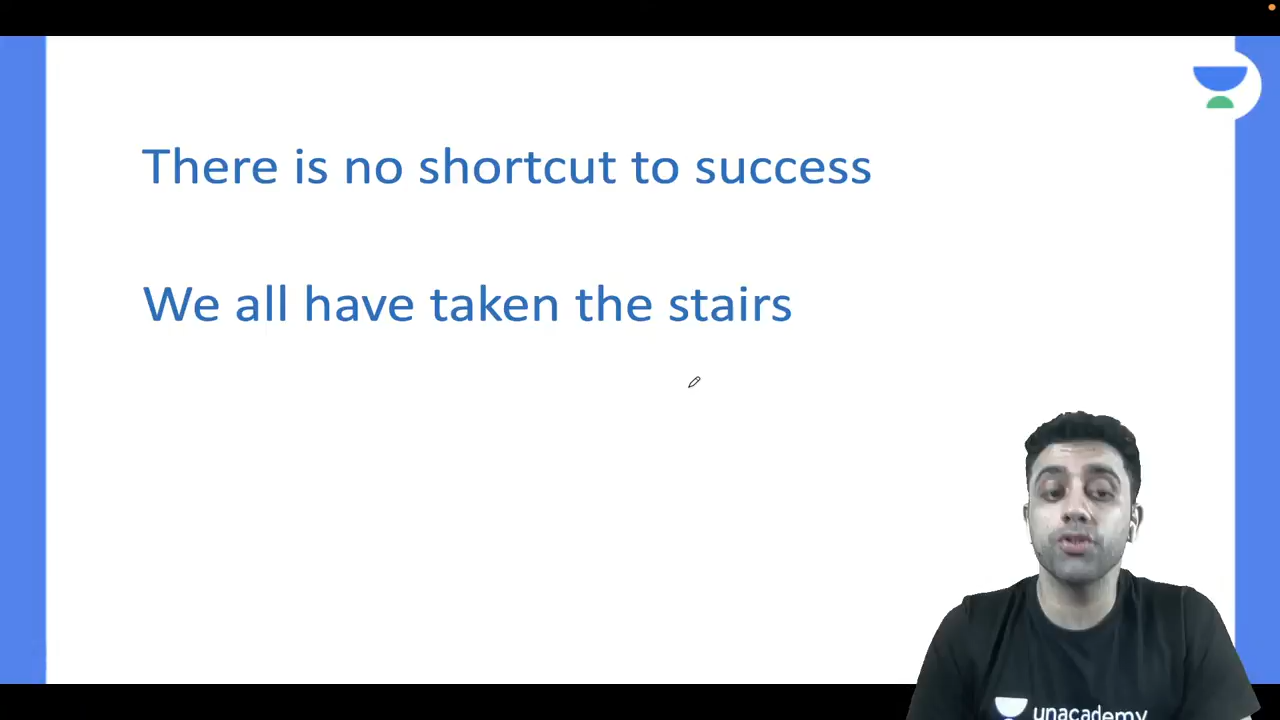 There is no shortcut to success
We all have taken the stairs
unacademy